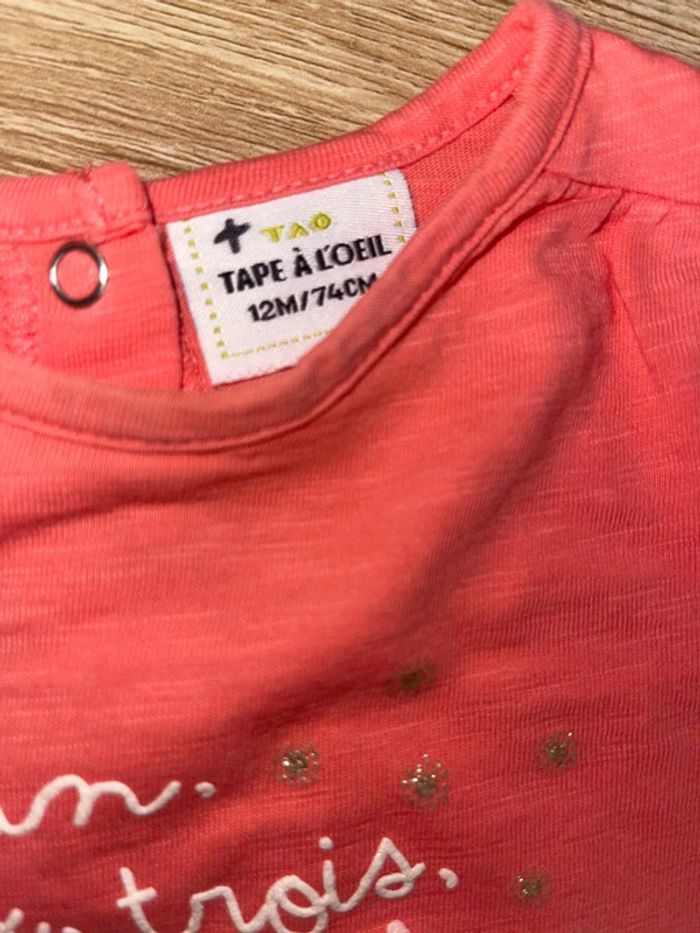 TAO
TAPE À L'OEIL
12M/74CM
trois,